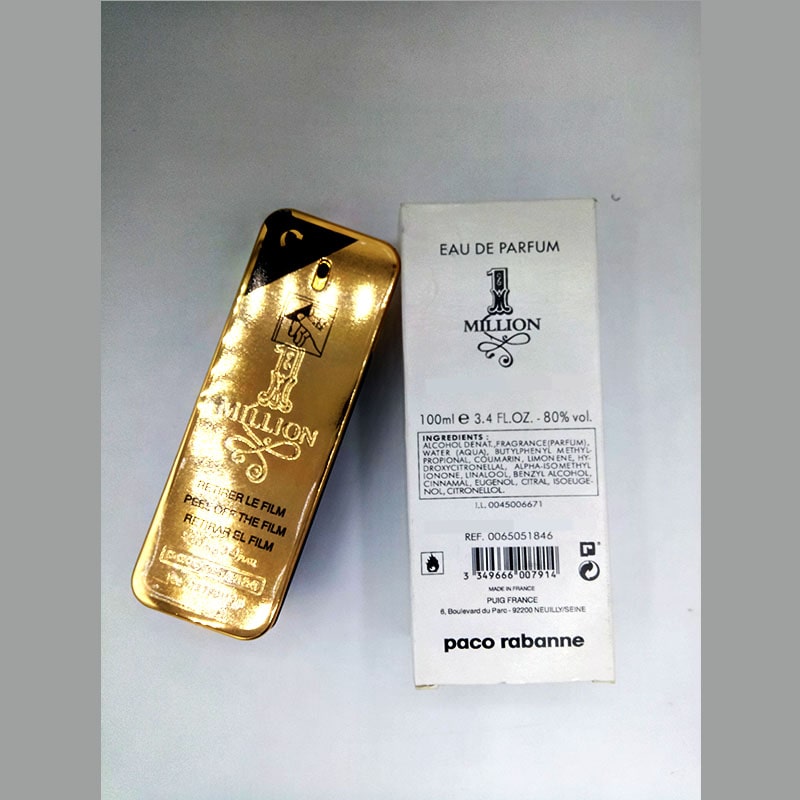 1
MILLION
RETIRER LE FILM
PEEL OFF THE FILM
RETIRAR EL FILM
EAU DE PARFUM
1
MILLION
100ml e 3.4 FL.OZ. - 80% vol.
INGREDIENTS :
ALCOHOL DENAT., FRAGRANCE(PARFUM),
WATER (AQUA), BUTYLPHENYL METHYL-
PROPIONAL, COUMARIN, LIMONENE, HY-
DROXYCITRONELLAL, ALPHA-ISOMETHYL
IONONE, LINALOOL, BENZYL ALCOHOL,
CINNAMAL, EUGENOL, CITRAL, ISOEUGE-
NOL, CITRONELLOL.
I.L. 0045006671
REF. 0065051846
3 349666 007914
MADE IN FRANCE
PUIG FRANCE
6, Boulevard du Parc - 92200 NEUILLY/SEINE
paco rabanne